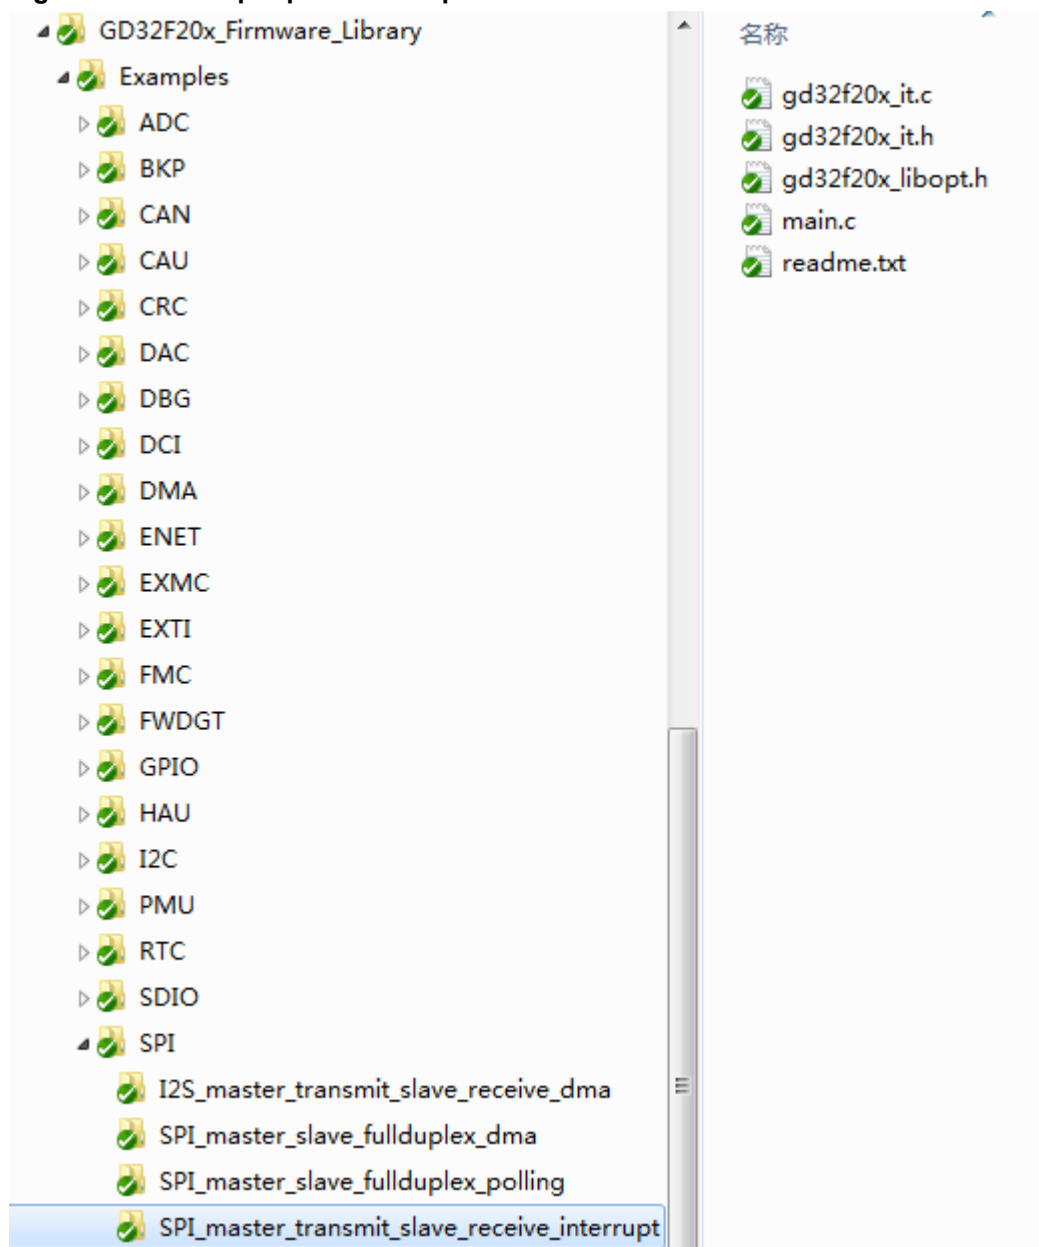 GD32F20x_Firmware_Library
Examples
ADC
BKP
CAN
CAU
CRC
DAC
DBG
DCI
DMA
ENET
EXMC
EXTI
FMC
FWDGT
GPIO
HAU
I2C
PMU
RTC
SDIO
SPI
I2S_master_transmit_slave_receive_dma
SPI_master_slave_fullduplex_dma
SPI_master_slave_fullduplex_polling
SPI_master_transmit_slave_receive_interrupt
名称
gd32f20x_it.c
gd32f20x_it.h
gd32f20x_libopt.h
main.c
readme.txt